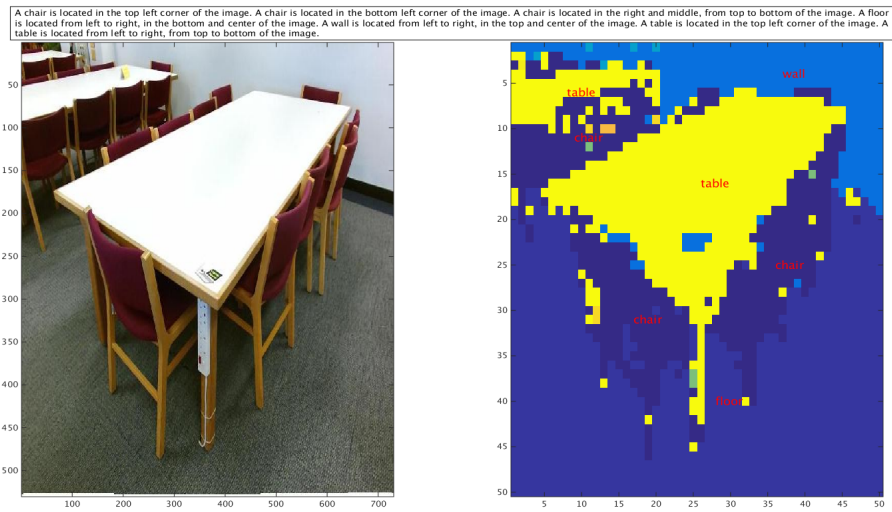 A chair is located in the top left corner of the image. A chair is located in the bottom left corner of the image. A chair is located in the right and middle, from top to bottom of the image. A floor
is located from left to right, in the bottom and center of the image. A wall is located from left to right, in the top and center of the image. A table is located in the top left corner of the image. A
table is located from left to right, from top to bottom of the image.
50
100
150
200
250
300
350
400
450
500
100 200 300 400 500 600 700
5
10
15
20
25
30
35
40
45
50
5 10 15 20 25 30 35 40 45 50
wall
table
chair
table
chair
chair
floor